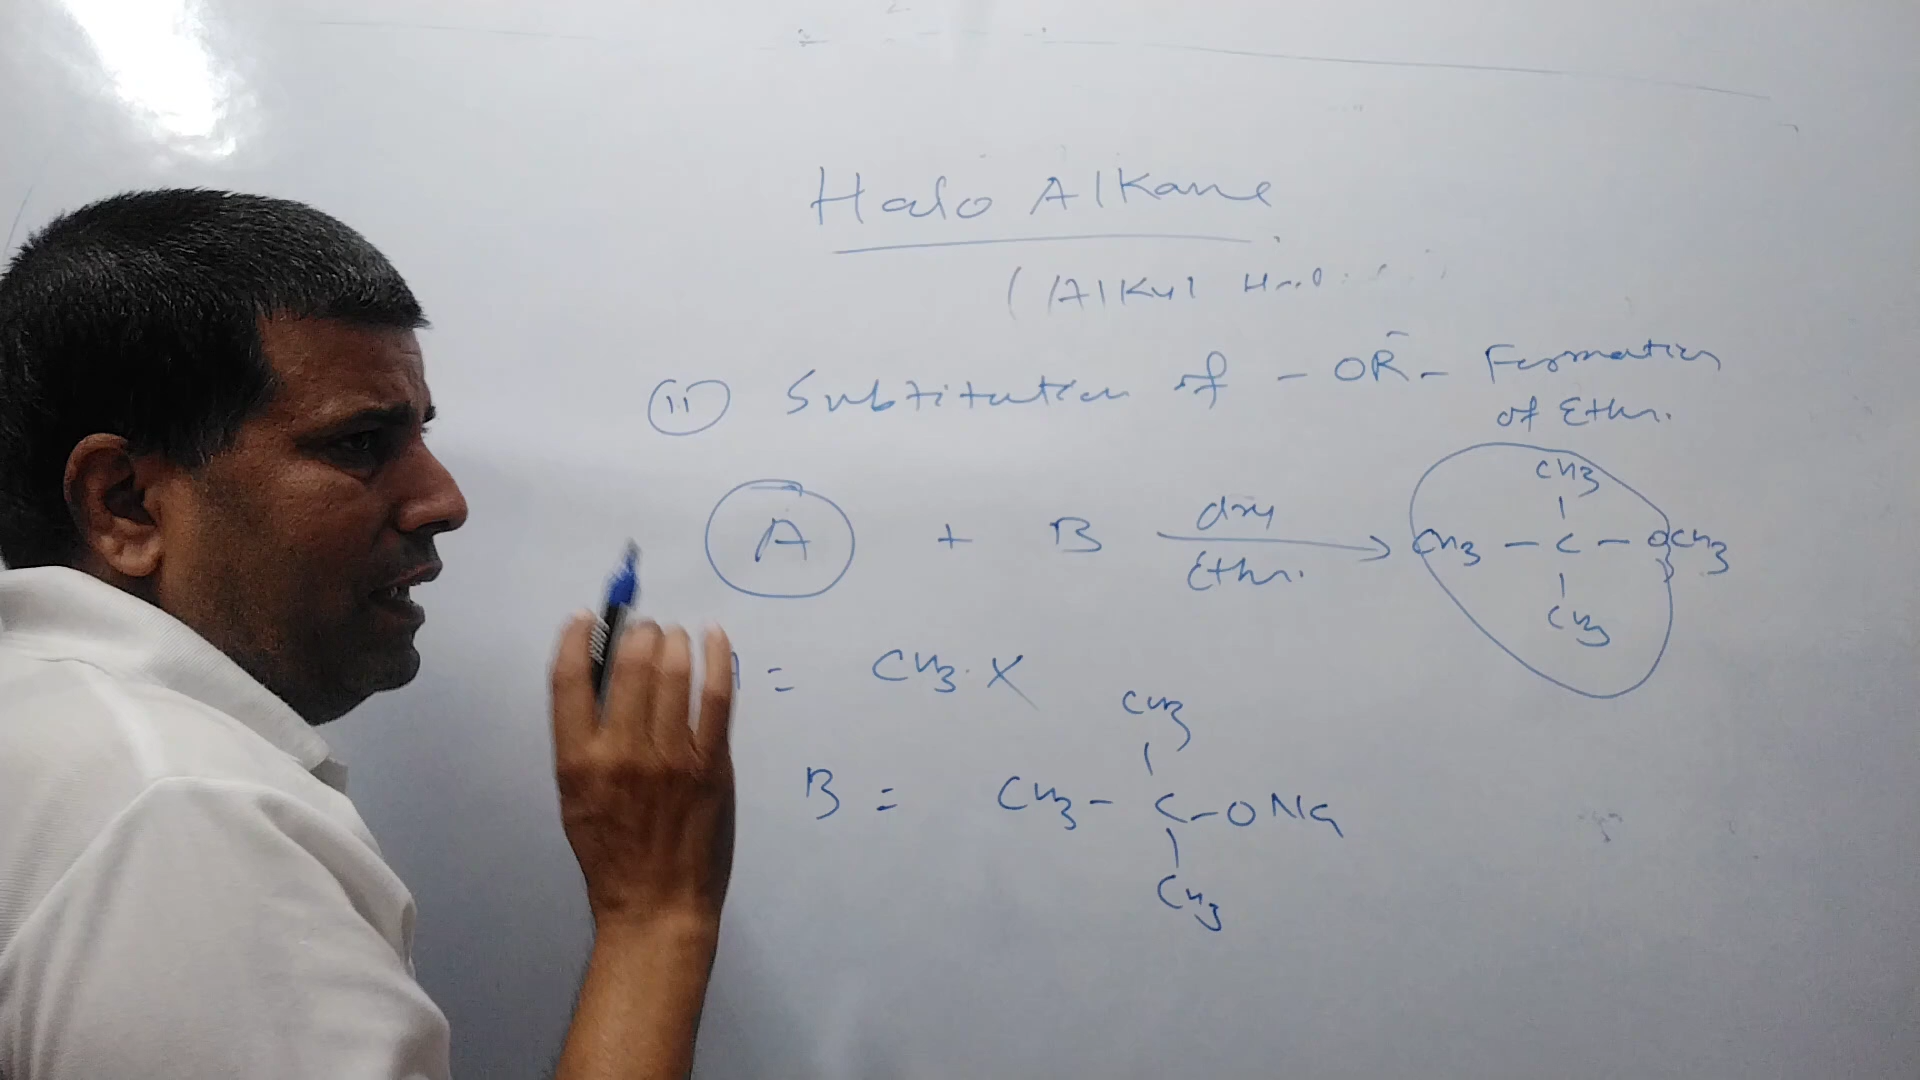 Halo Alkane
(Alkyl
(ii) Substitution of - OR̄ - Formation
of Ether.
CH3
|
A + B dry CH3 - C - OCH3
Ether. |
CH3
= CH3.X
CH3
|
B = CH3 - C - ONa
|
CH3